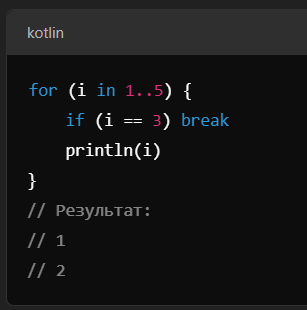 kotlin
for (i in 1..5) {
    if (i == 3) break
    println(i)
}
// Результат:
// 1
// 2